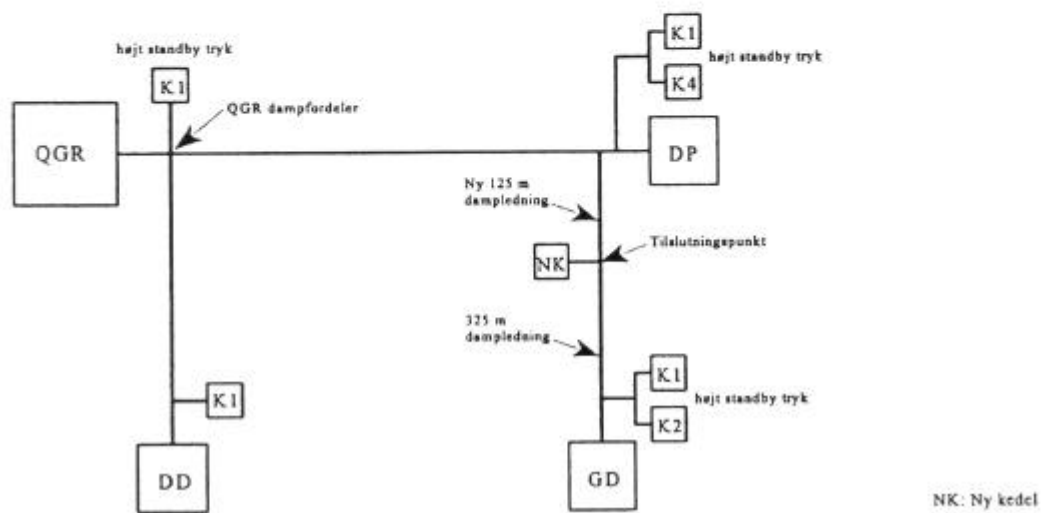 højt standby tryk
K1
K1
K4
højt standby tryk
QGR dampfordeler
QGR
DP
Ny 125 m
dampledning
Tilslutningspunkt
NK
325 m
dampledning
K1
K2
højt standby tryk
K1
DD
GD
NK: Ny kedel